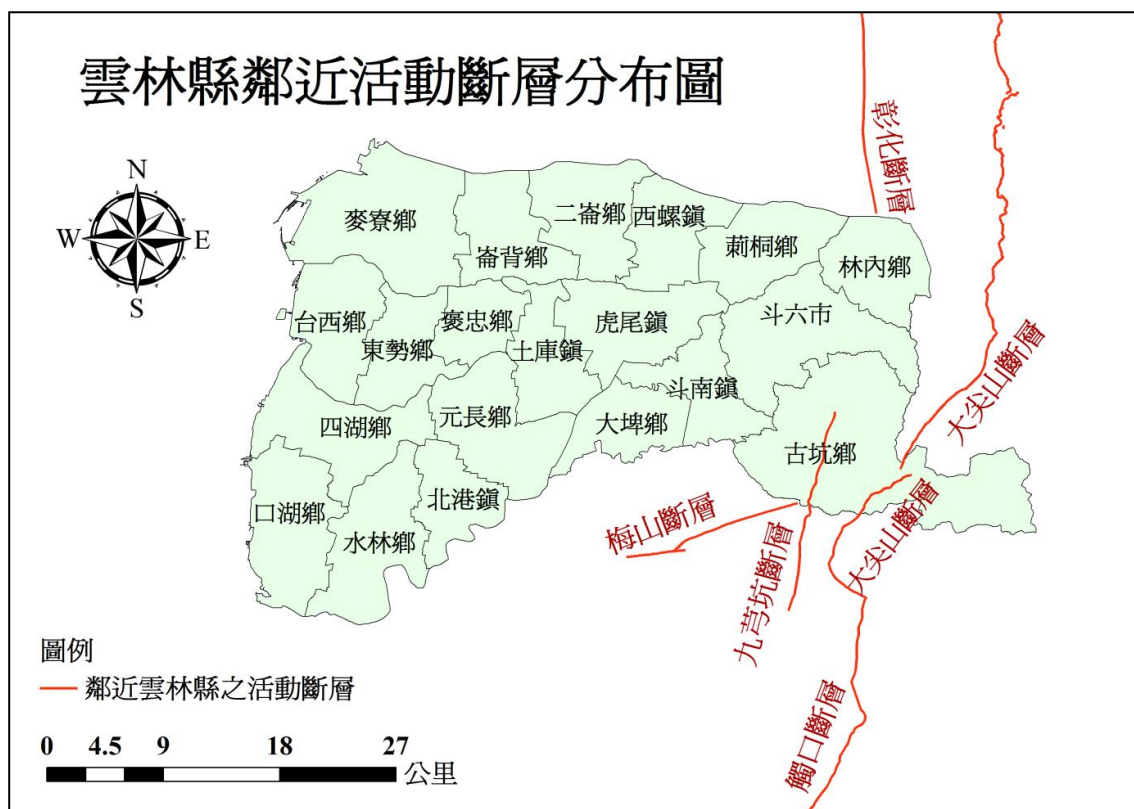 雲林縣鄰近活動斷層分布圖
N
W
E
S
彰化斷層
麥寮鄉
二崙鄉
西螺鎮
崙背鄉
莿桐鄉
林內鄉
台西鄉
褒忠鄉
虎尾鎮
斗六市
東勢鄉
土庫鎮
大尖山斷層
斗南鎮
四湖鄉
元長鄉
大埤鄉
古坑鄉
口湖鄉
北港鎮
水林鄉
梅山斷層
大尖山斷層
九芎坑斷層
觸口斷層
圖例
鄰近雲林縣之活動斷層
0 4.5 9 18 27
公里